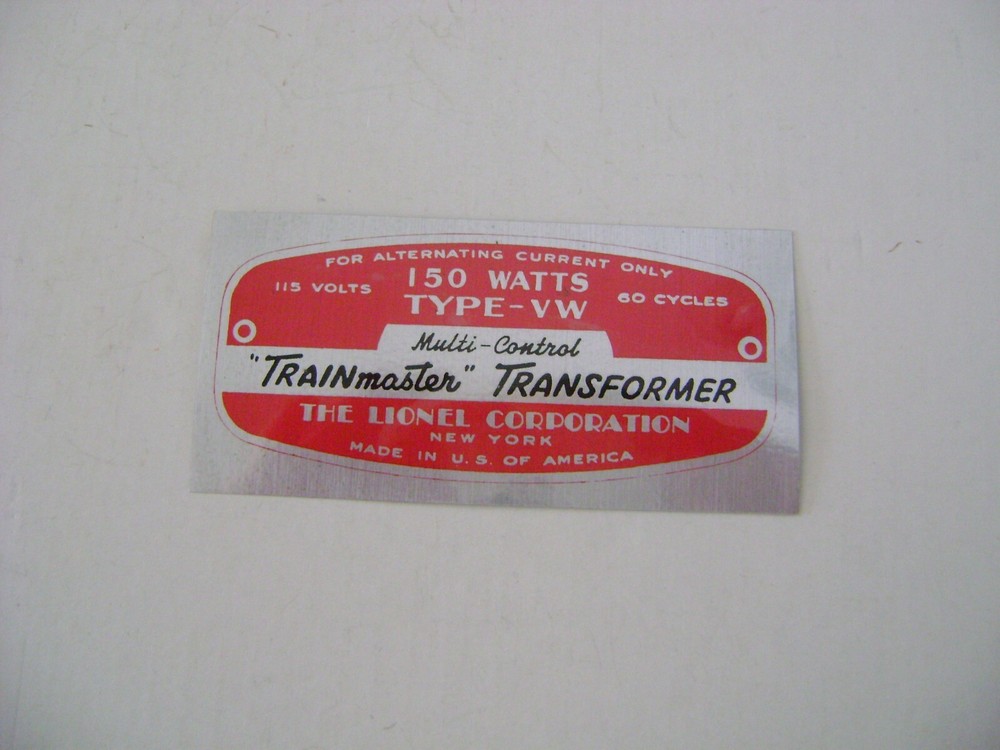 FOR ALTERNATING CURRENT ONLY
115 VOLTS 150 WATTS 60 CYCLES
TYPE-VW
Multi-Control
"TRAINmaster" TRANSFORMER
THE LIONEL CORPORATION
NEW YORK
MADE IN U.S. OF AMERICA